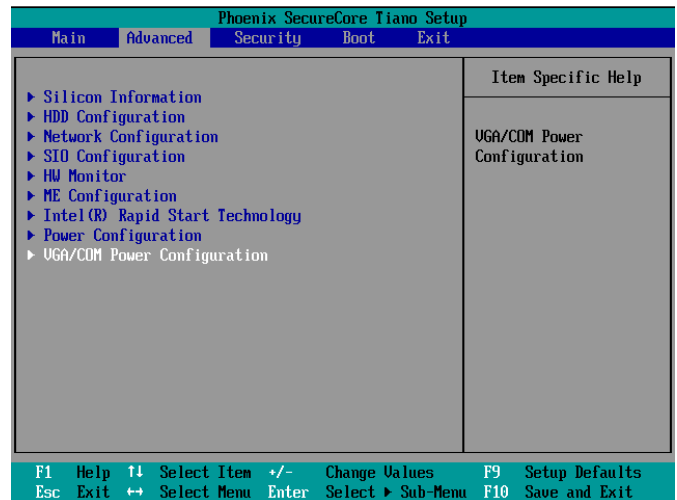 Phoenix SecureCore Tiano Setup
Main Advanced Security Boot Exit
Item Specific Help
▶ Silicon Information
▶ HDD Configuration
▶ Network Configuration
VGA/COM Power
▶ SIO Configuration
Configuration
▶ HW Monitor
▶ ME Configuration
▶ Intel(R) Rapid Start Technology
▶ Power Configuration
▶ VGA/COM Power Configuration
F1 Help ↑↓ Select Item +/- Change Values F9 Setup Defaults
Esc Exit ↔ Select Menu Enter Select ▶ Sub-Menu F10 Save and Exit